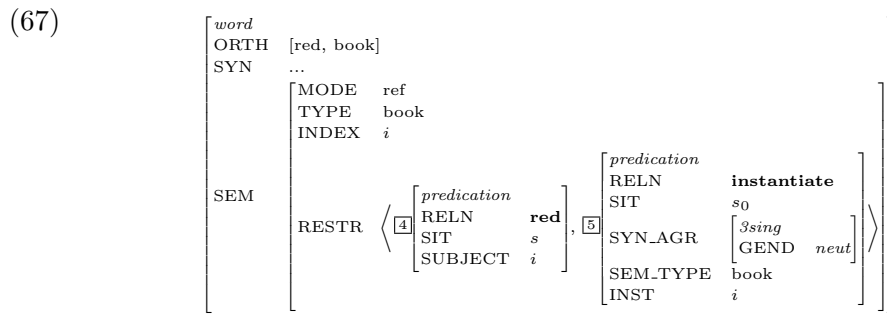 (67)
word
ORTH [red, book]
SYN ...
MODE ref
TYPE book
INDEX i
SEM
RESTR ⟨ 4 predication
RELN red
SIT s
SUBJECT i
, 5 predication
RELN instantiate
SIT s₀
SYN_AGR 3sing
GEND neut
SEM_TYPE book
INST i ⟩